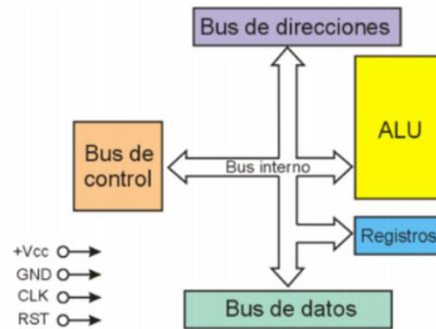 Bus de direcciones
ALU
Bus de
control
Bus interno
Registros
+Vcc
GND
CLK
RST
Bus de datos